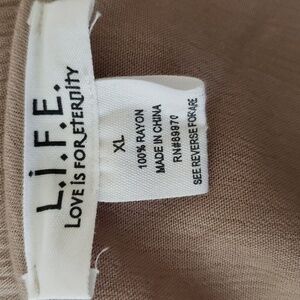 L.i.F.E.
LOVE iS FOR ETERNiTY
XL
100% RAYON
MADE IN CHINA
RN#89970
SEE REVERSE FOR CARE